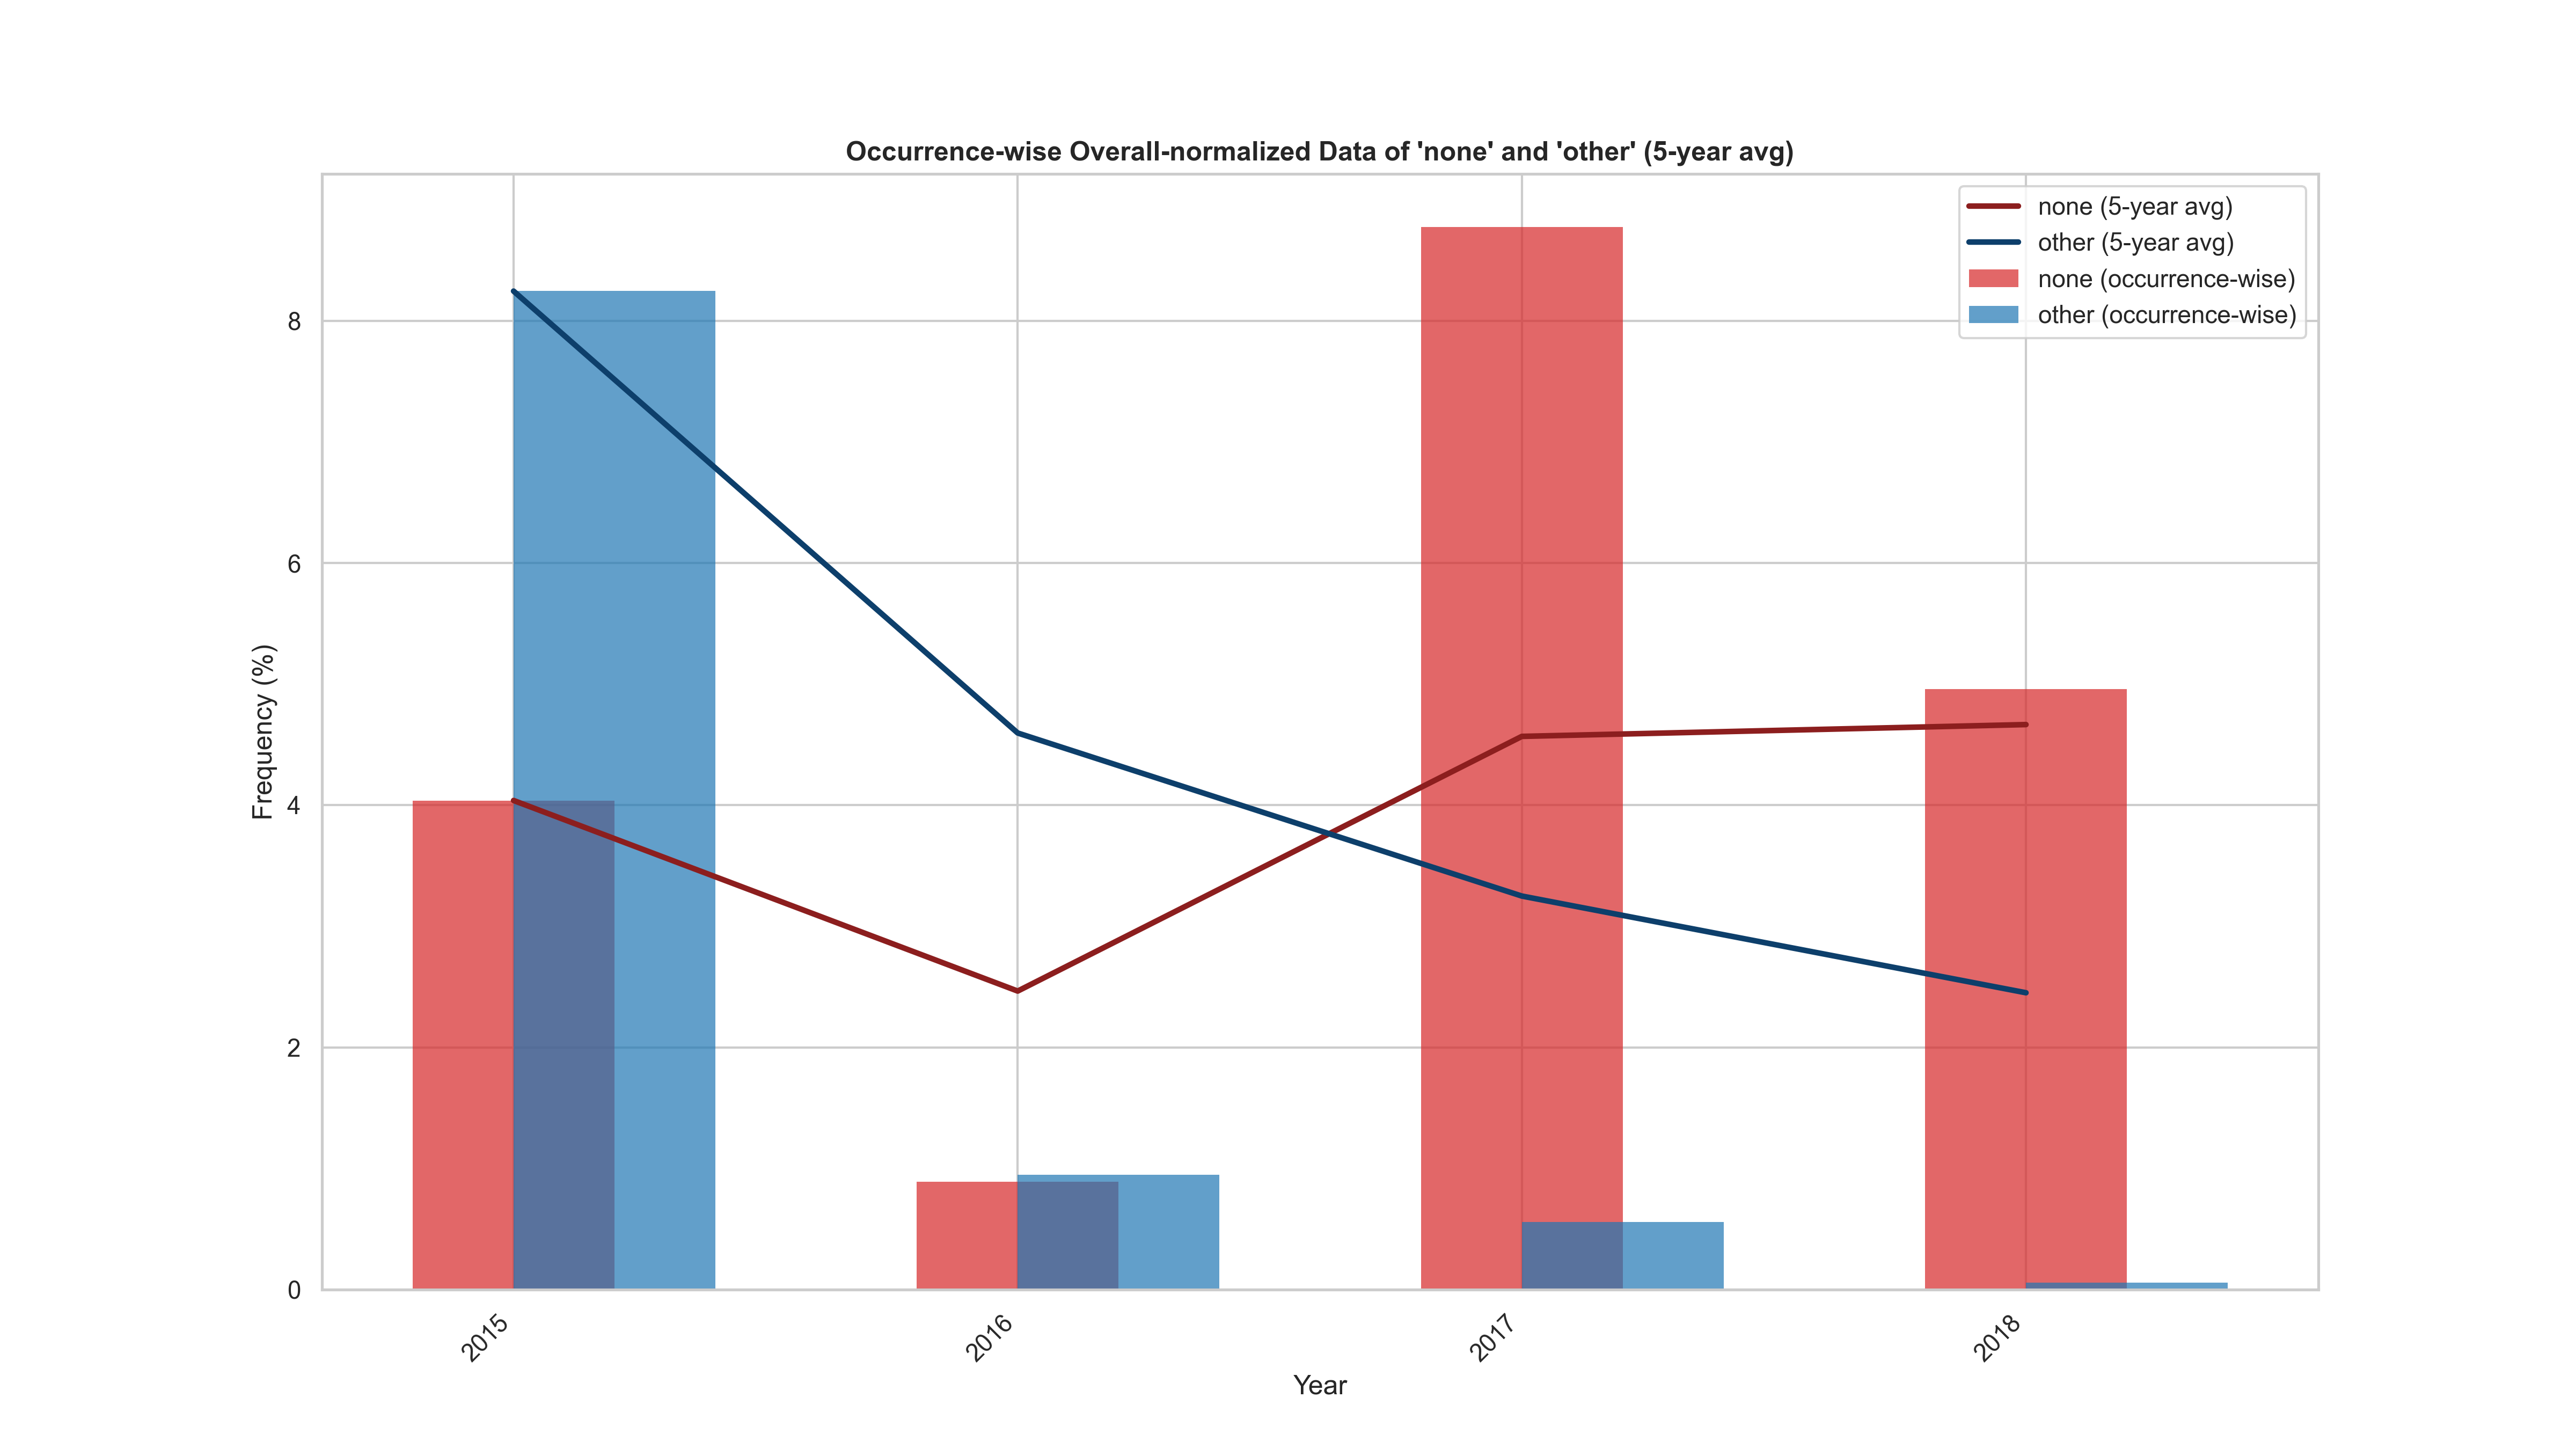 Occurrence-wise Overall-normalized Data of 'none' and 'other' (5-year avg)
none (5-year avg)
other (5-year avg)
none (occurrence-wise)
other (occurrence-wise)
8
6
4
2
0
Frequency (%)
2015
2016
2017
2018
Year